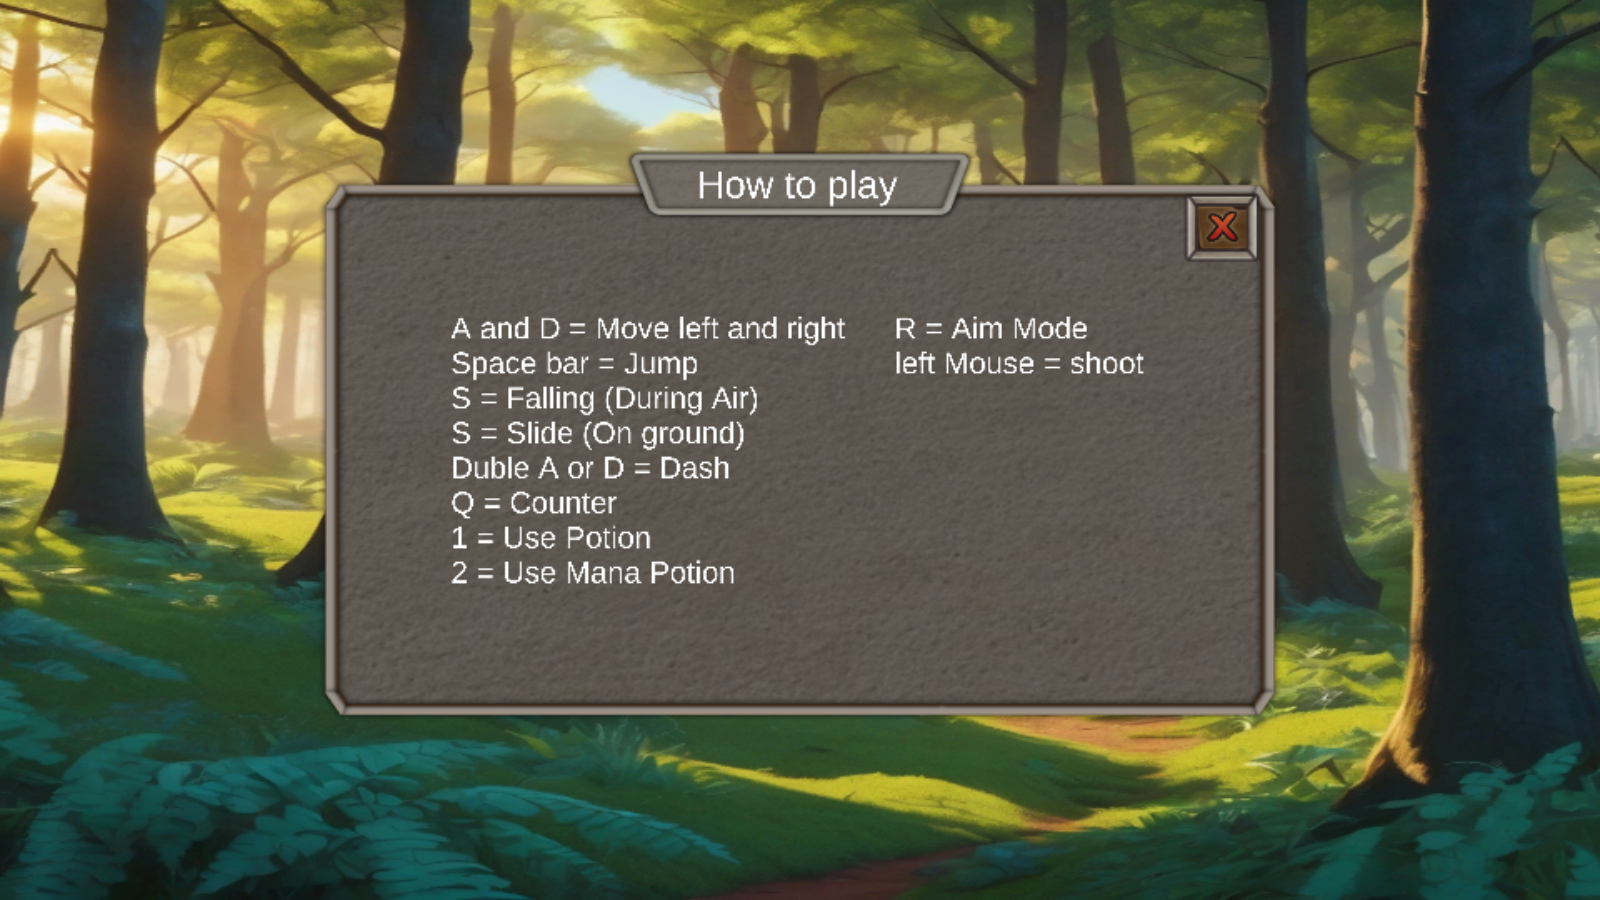 How to play
A and D = Move left and right
Space bar = Jump
S = Falling (During Air)
S = Slide (On ground)
Duble A or D = Dash
Q = Counter
1 = Use Potion
2 = Use Mana Potion
R = Aim Mode
left Mouse = shoot